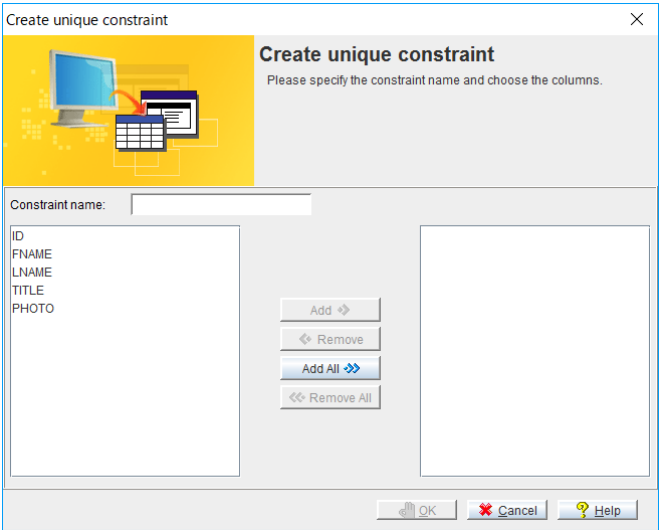 Create unique constraint
Create unique constraint
Please specify the constraint name and choose the columns.
Constraint name:
ID
FNAME
LNAME
TITLE
PHOTO
Add
Remove
Add All
Remove All
OK
Cancel
Help